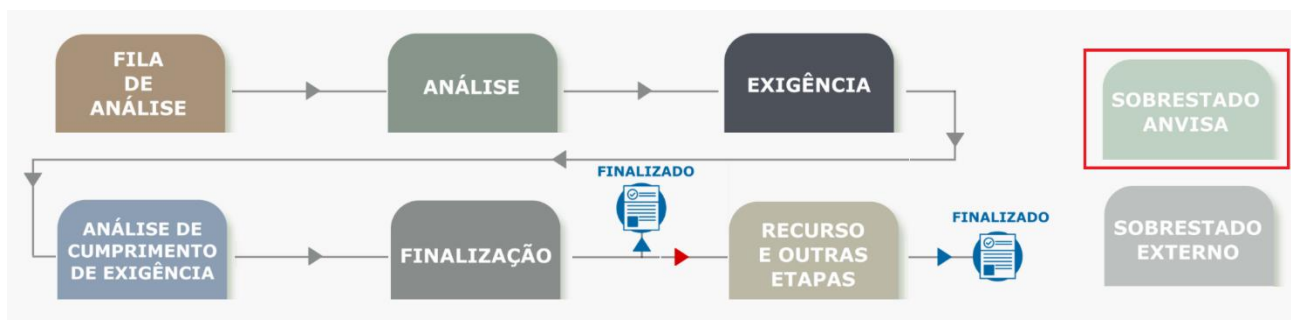 FILA
DE
ANÁLISE
ANÁLISE
EXIGÊNCIA
SOBRESTADO
ANVISA
ANÁLISE DE
CUMPRIMENTO
DE EXIGÊNCIA
FINALIZAÇÃO
FINALIZADO
RECURSO
E OUTRAS
ETAPAS
FINALIZADO
SOBRESTADO
EXTERNO